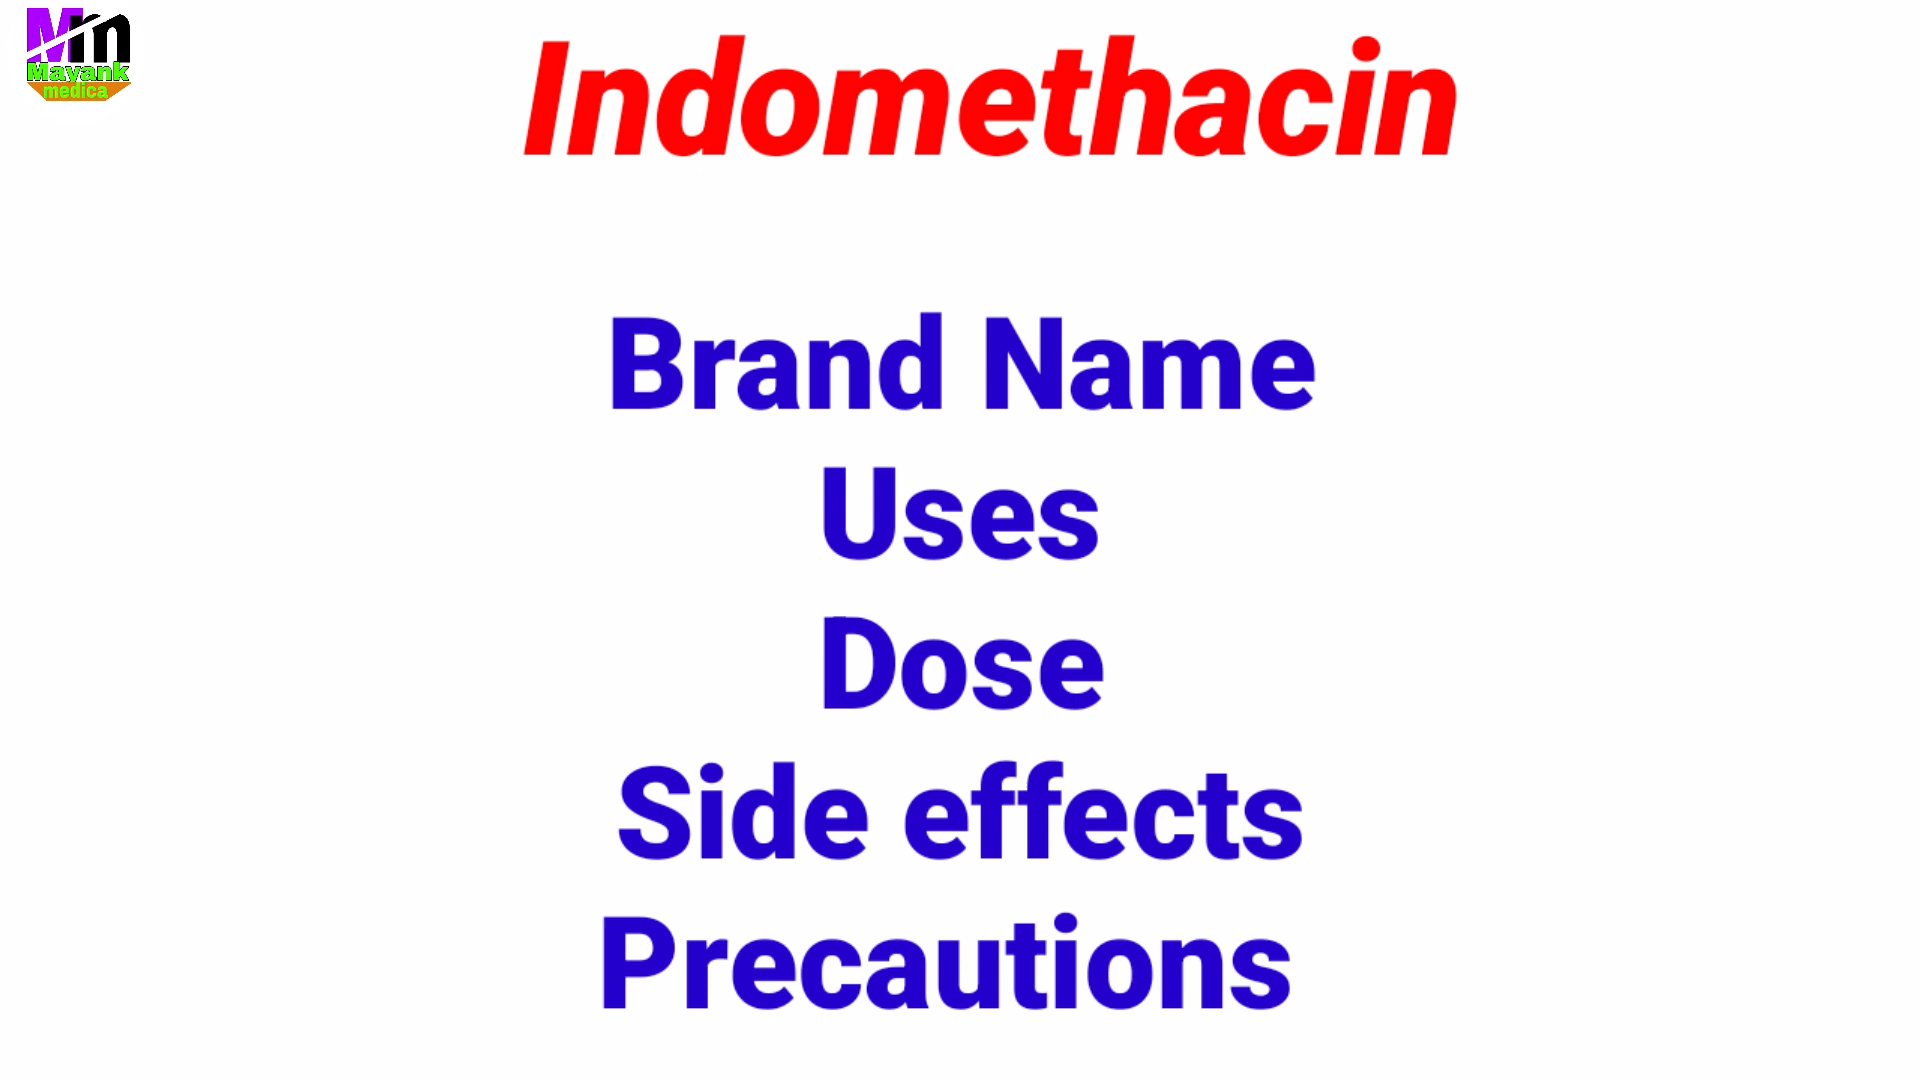 Mm
Mayank
medica
Indomethacin
Brand Name
Uses
Dose
Side effects
Precautions